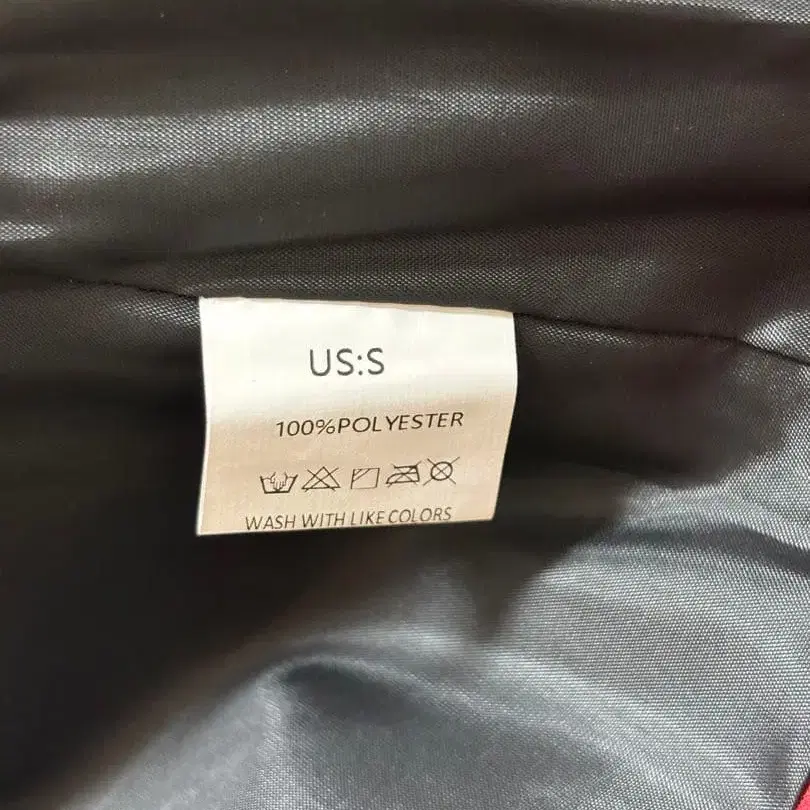 US:S
100%POLYESTER
WASH WITH LIKE COLORS